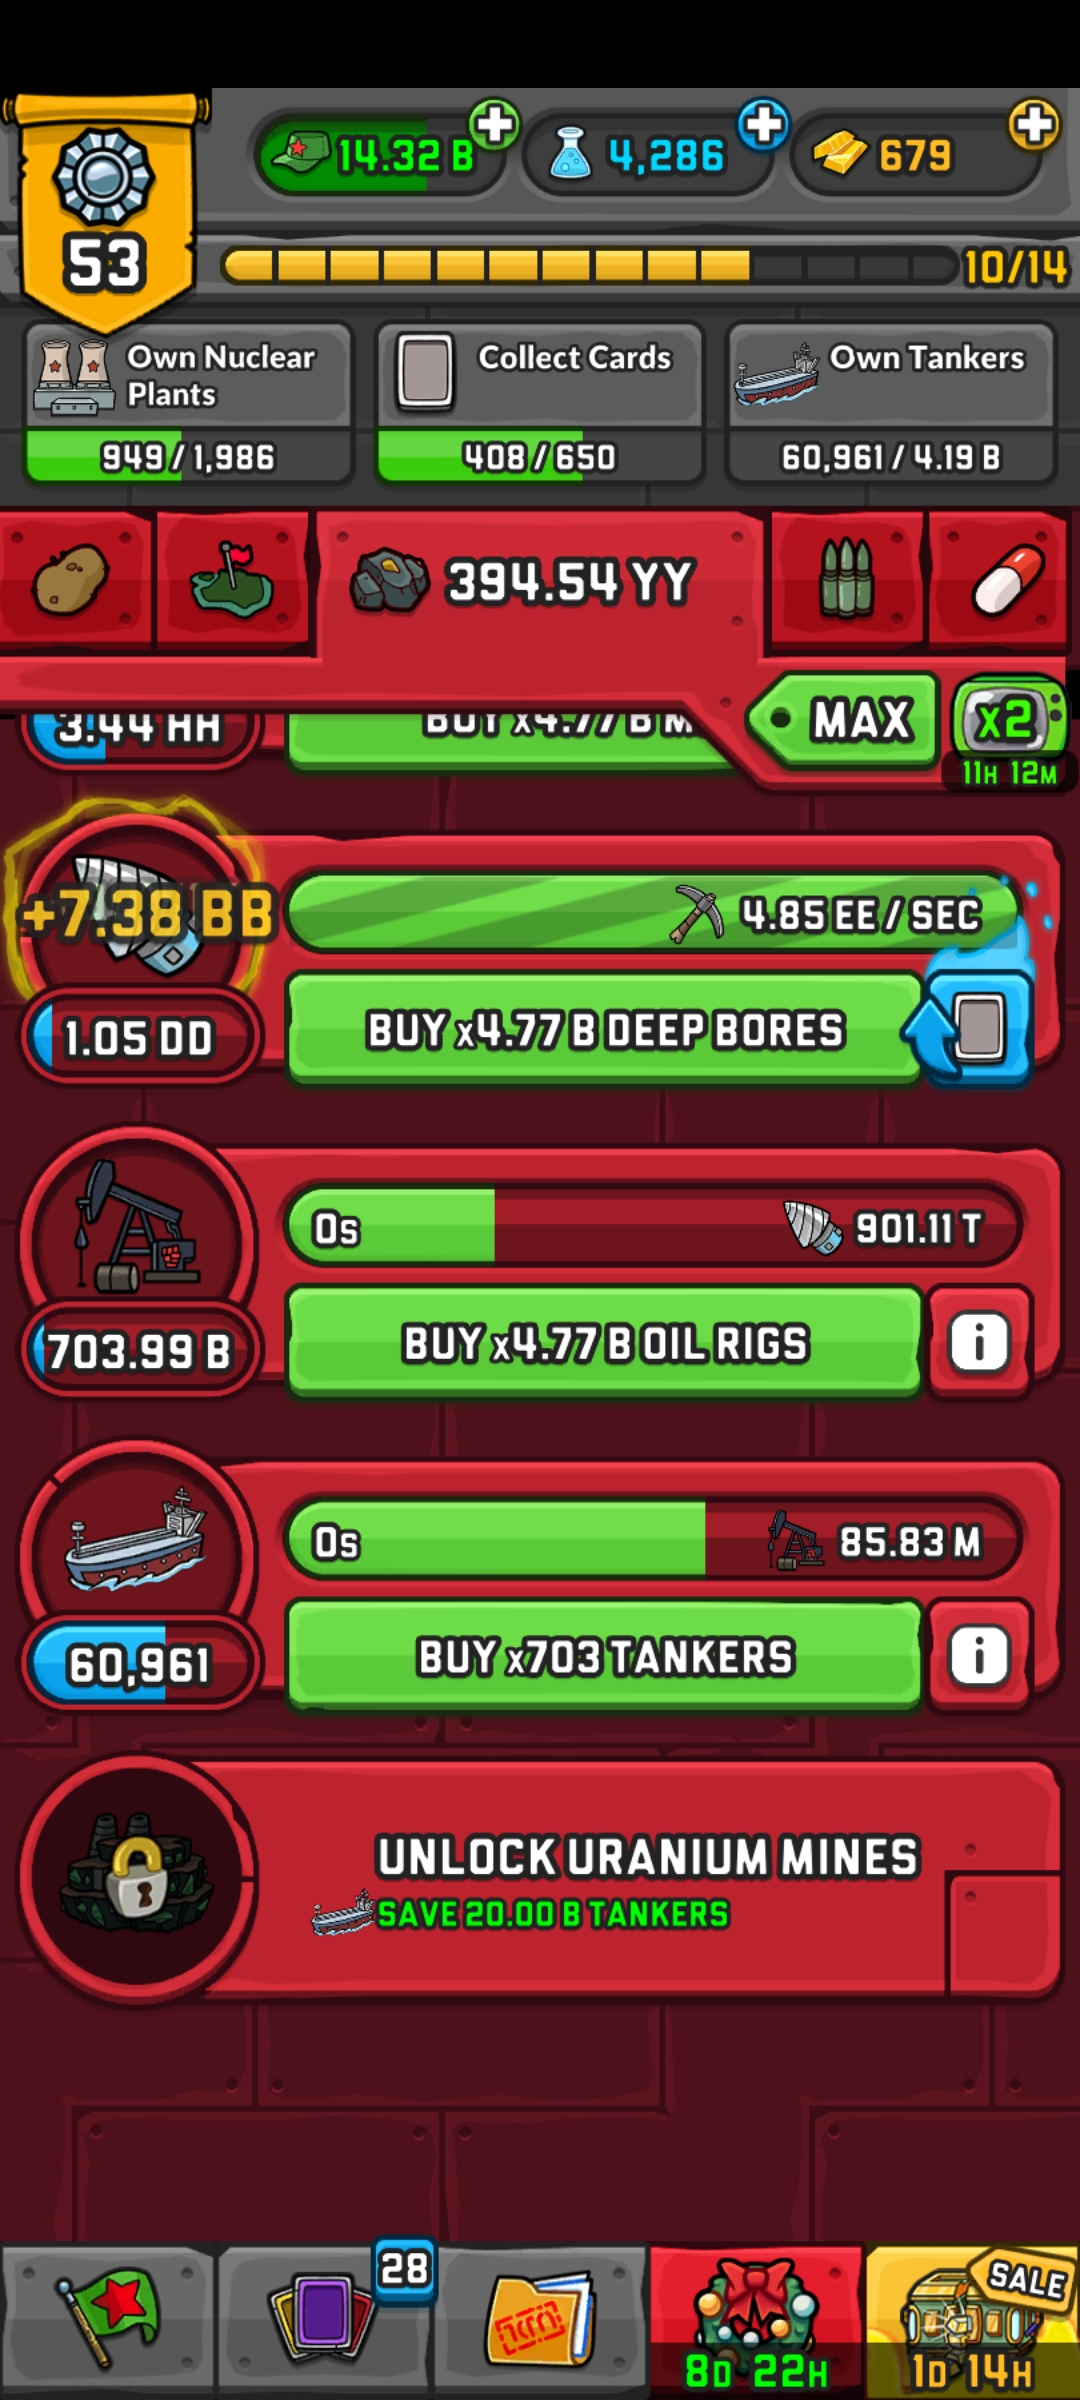 14.32 B
4,286
679
53
10/14
Own Nuclear
Plants
949/1,986
Collect Cards
408/650
Own Tankers
60,961/4.19 B
394.54 YY
MAX
x2
11H 12M
3.44 HH
BUY x4.77 B M
+7.38 BB
4.85 EE/SEC
1.05 DD
BUY x4.77 B DEEP BORES
0s
901.11 T
703.99 B
BUY x4.77 B OIL RIGS
i
0s
85.83 M
60,961
BUY x703 TANKERS
i
UNLOCK URANIUM MINES
SAVE 20.00 B TANKERS
28
SALE
8D 22H
1D 14H